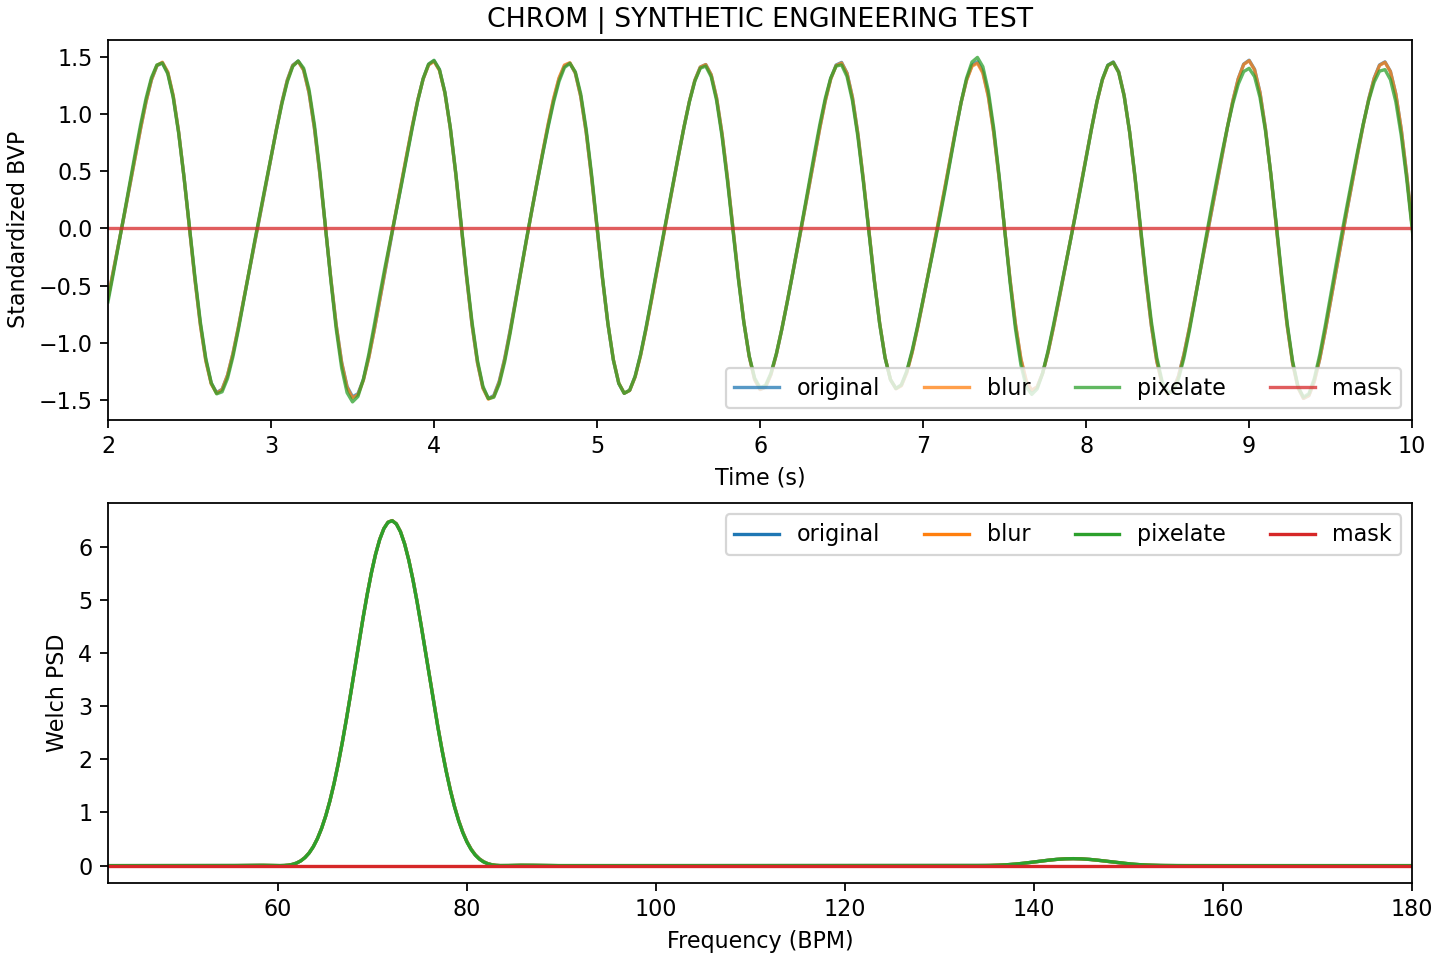 CHROM | SYNTHETIC ENGINEERING TEST
Standardized BVP
1.5
1.0
0.5
0.0
−0.5
−1.0
−1.5
original blur pixelate mask
2 3 4 5 6 7 8 9 10
Time (s)
Welch PSD
original blur pixelate mask
6
5
4
3
2
1
0
60 80 100 120 140 160 180
Frequency (BPM)